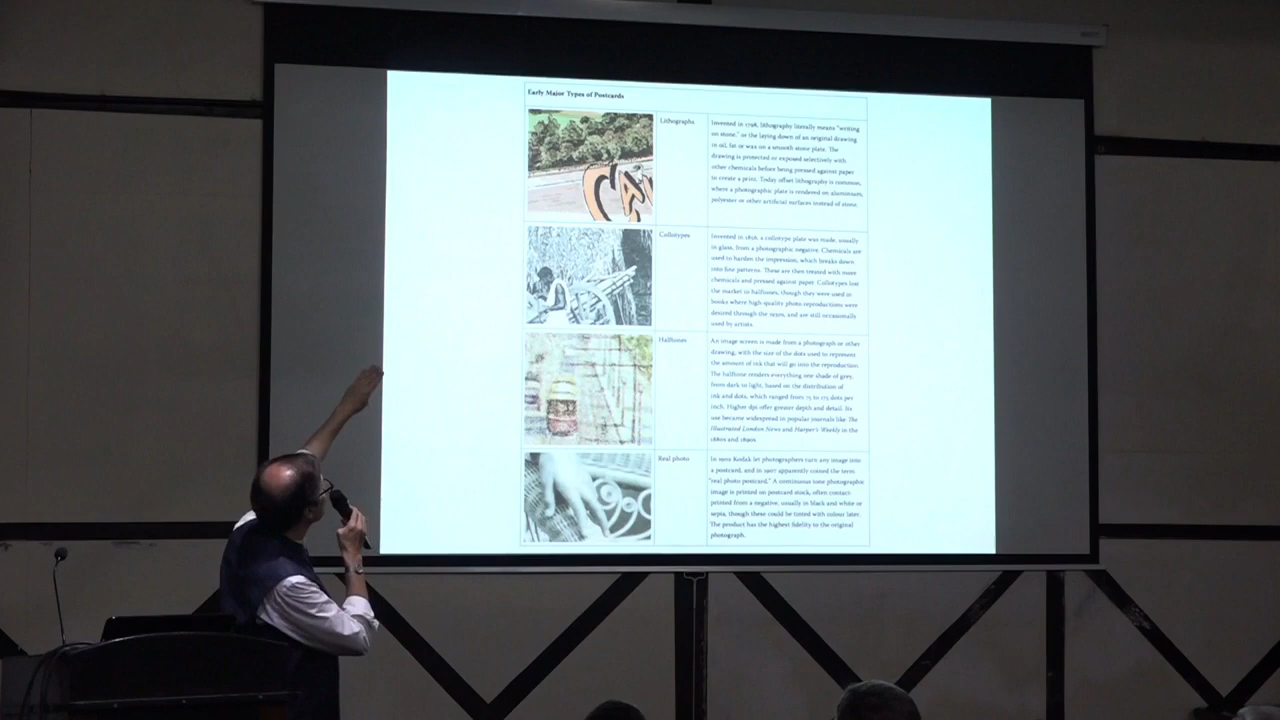 Early Major Types of Postcards
CA
Lithographs
Invented in 1798, lithography literally means "writing
on stone," or the laying down of an original drawing
in oil, fat or wax on a smooth stone plate. The
drawing is protected or exposed selectively with
other chemicals before being pressed against paper
to create a print. Today offset lithography is common,
where a photographic plate is rendered on aluminium,
polyester or other artificial surfaces instead of stone.
Collotypes
Invented in a collotype plate was made, usually
in glass, from a photographic negative. Chemicals are
used to harden the impression, which breaks down
into fine patterns. These are then treated with more
chemicals and pressed against paper. Collotypes lost
the market to halftones, though they were used in
books where high-quality photo reproductions were
desired through the and are still occasionally
used by artists.
Halftones
An image screen is made from a photograph or other
drawing, with the size of the dots used to represent
the amount of ink that will go into the reproduction.
The halftone renders everything one shade of grey,
from dark to light, based on the distribution of
ink and dots, which ranged from 75 to 175 dots per
inch. Higher dpi offer greater depth and detail. Its
use became widespread in popular journals like The
Illustrated London News and Harper's Weekly in the
1880s and 1890s.
Real photo
In 1902 Kodak let photographers turn any image into
a postcard, and in 1907 apparently coined the term
"real photo postcard." A continuous tone photographic
image is printed on postcard stock, often contact
printed from a negative, usually in black and white or
sepia, though these could be tinted with colour later.
The product has the highest fidelity to the original
photograph.